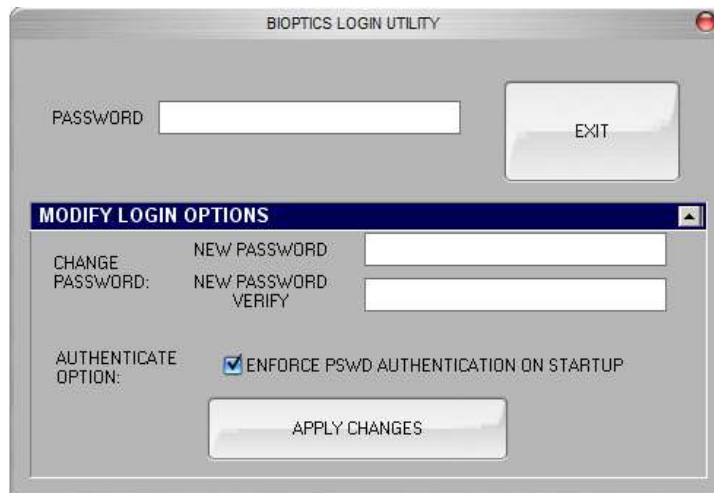 BIOPTICS LOGIN UTILITY
PASSWORD
EXIT
MODIFY LOGIN OPTIONS
CHANGE
PASSWORD:
NEW PASSWORD
NEW PASSWORD
VERIFY
AUTHENTICATE
OPTION:
ENFORCE PSWD AUTHENTICATION ON STARTUP
APPLY CHANGES